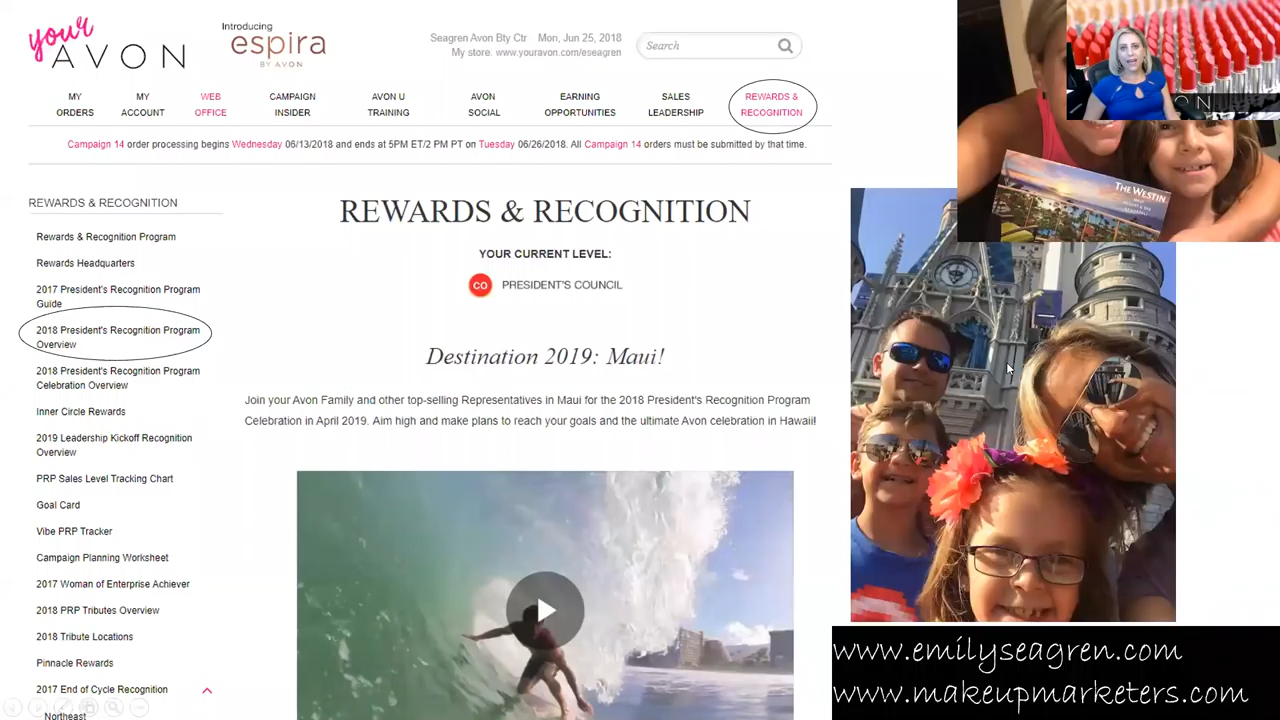 your
AVON
Introducing
espira
BY AVON
Seagren Avon Bty Ctr Mon, Jun 25, 2018
My store. www.youravon.com/eseagren
Search
MY ORDERS
MY ACCOUNT
WEB OFFICE
CAMPAIGN INSIDER
AVON U TRAINING
AVON SOCIAL
EARNING OPPORTUNITIES
SALES LEADERSHIP
REWARDS & RECOGNITION
Campaign 14 order processing begins Wednesday 06/13/2018 and ends at 5PM ET/2 PM PT on Tuesday 06/26/2018. All Campaign 14 orders must be submitted by that time.
REWARDS & RECOGNITION
Rewards & Recognition Program
Rewards Headquarters
2017 President's Recognition Program
Guide
2018 President's Recognition Program
Overview
2018 President's Recognition Program
Celebration Overview
Inner Circle Rewards
2019 Leadership Kickoff Recognition
Overview
PRP Sales Level Tracking Chart
Goal Card
Vibe PRP Tracker
Campaign Planning Worksheet
2017 Woman of Enterprise Achiever
2018 PRP Tributes Overview
2018 Tribute Locations
Pinnacle Rewards
2017 End of Cycle Recognition
Northeast
REWARDS & RECOGNITION
YOUR CURRENT LEVEL:
CO PRESIDENT'S COUNCIL
Destination 2019: Maui!
Join your Avon Family and other top-selling Representatives in Maui for the 2018 President's Recognition Program
Celebration in April 2019. Aim high and make plans to reach your goals and the ultimate Avon celebration in Hawaii!
THE WESTIN
www.emilyseagren.com
www.makeupmarketers.com